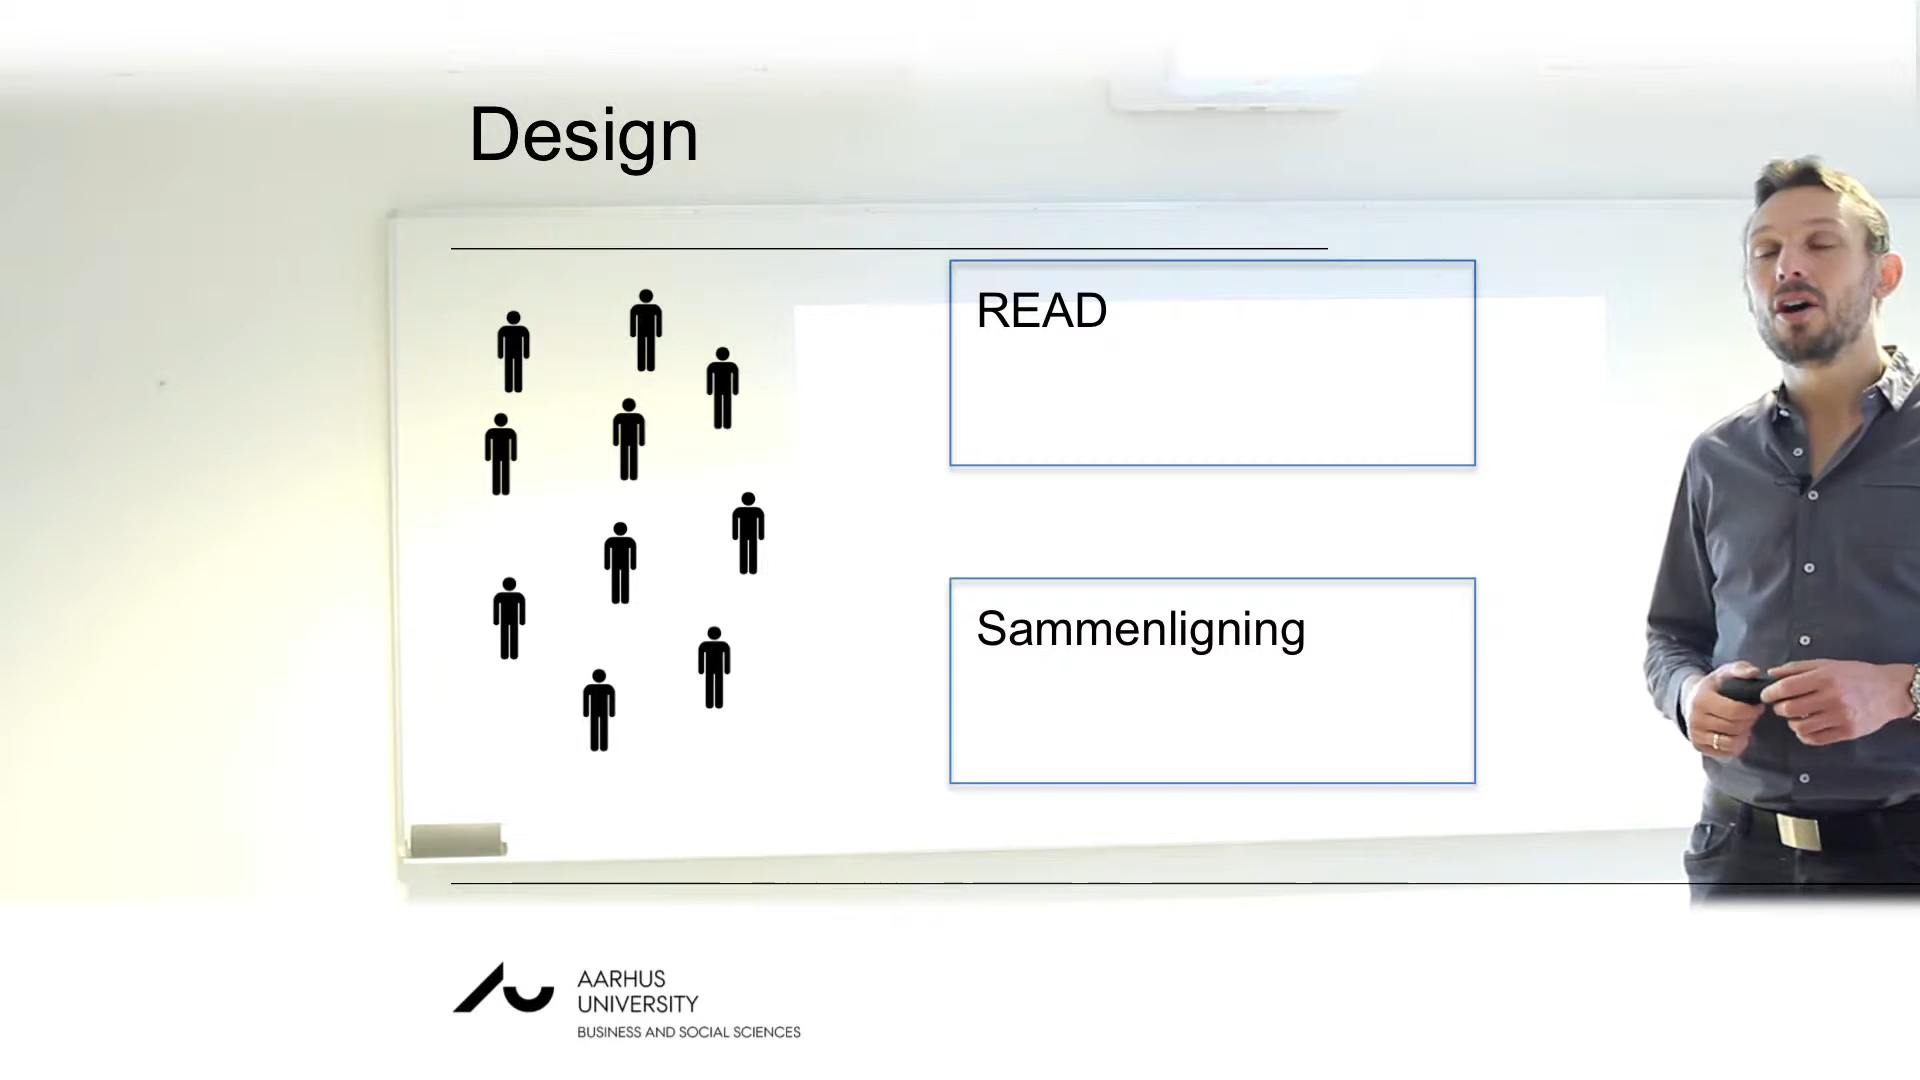 Design
READ
Sammenligning
AARHUS
UNIVERSITY
BUSINESS AND SOCIAL SCIENCES